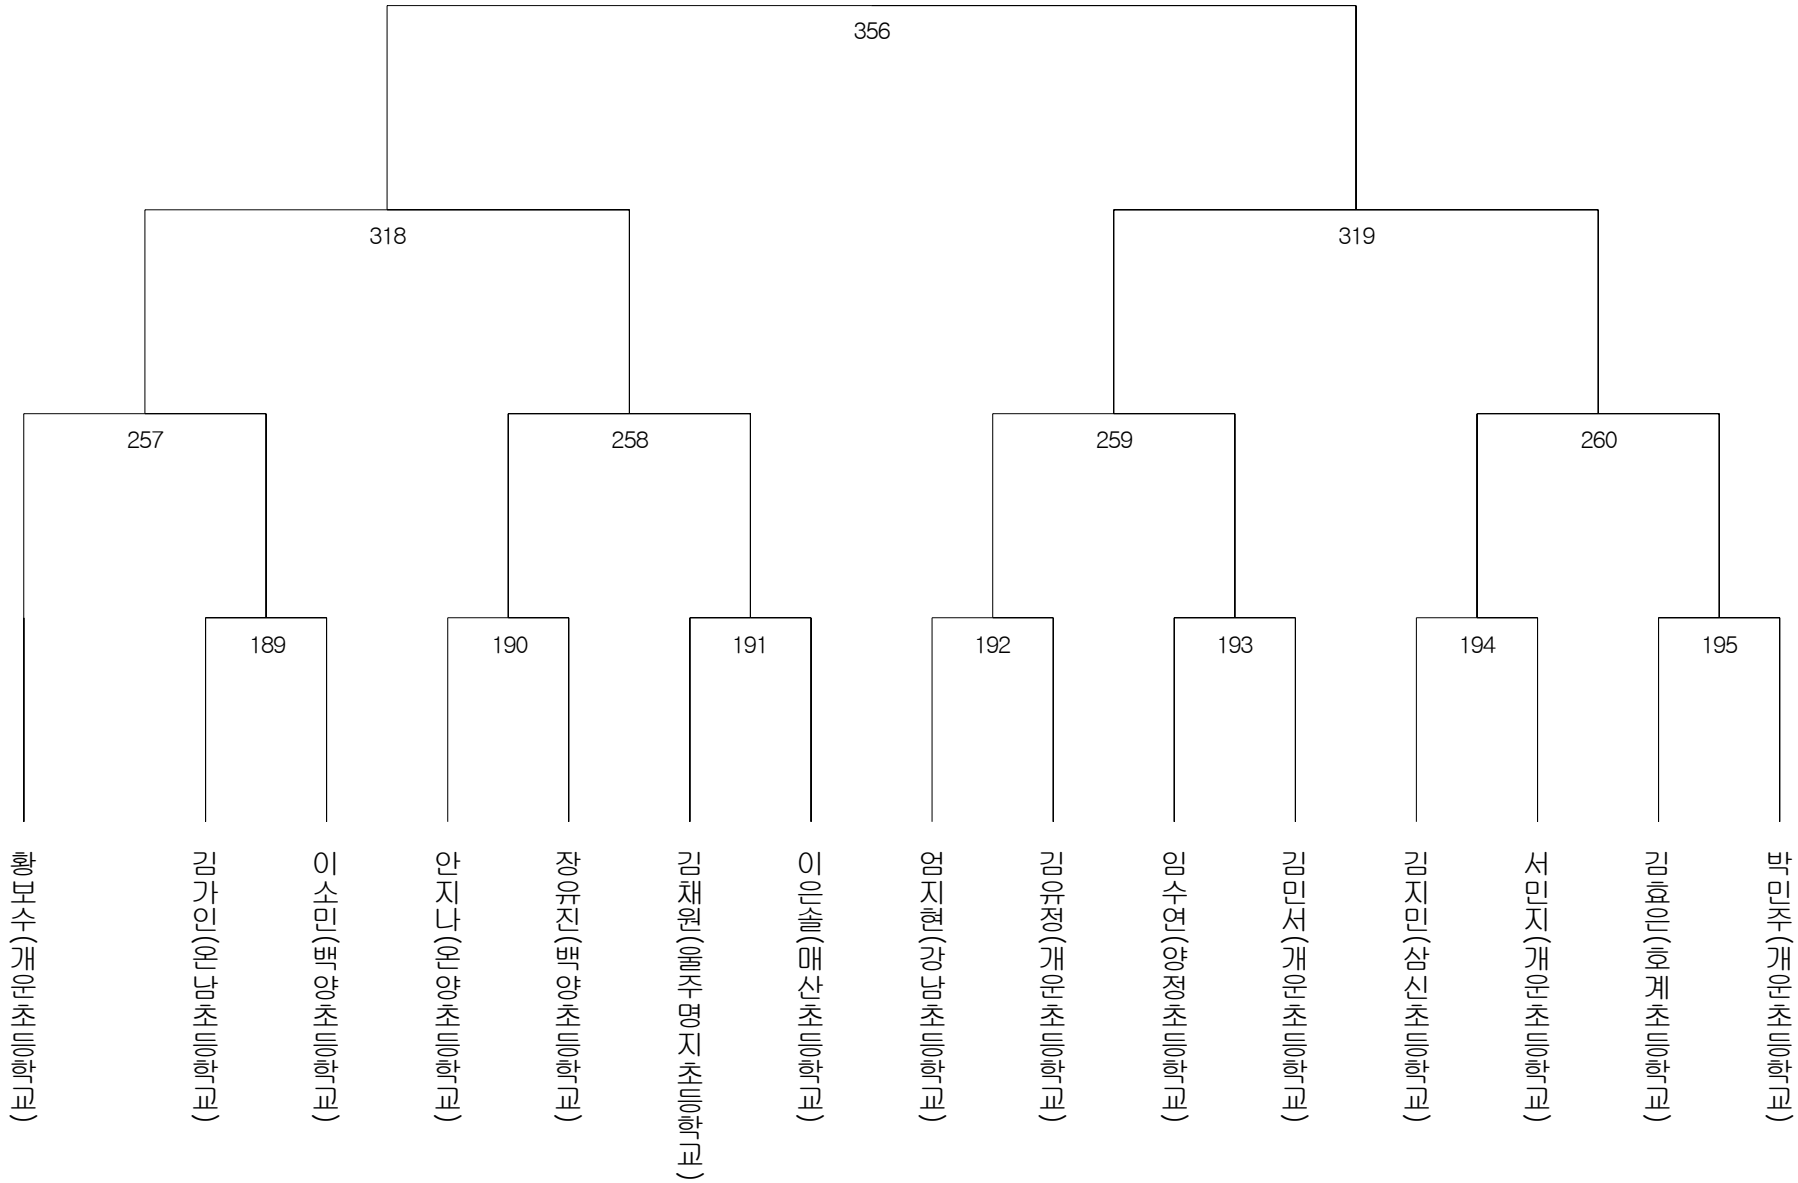 356
318
319
257
258
259
260
189
190
191
192
193
194
195
황보수(개운초등학교)
김가인(온남초등학교)
이소민(백양초등학교)
안지나(온양초등학교)
장유진(백양초등학교)
김채원(울주명지초등학교)
이은솔(매산초등학교)
엄지현(강남초등학교)
김유정(개운초등학교)
임수연(양정초등학교)
김민서(개운초등학교)
김지민(삼신초등학교)
서민지(개운초등학교)
김효은(호계초등학교)
박민주(개운초등학교)